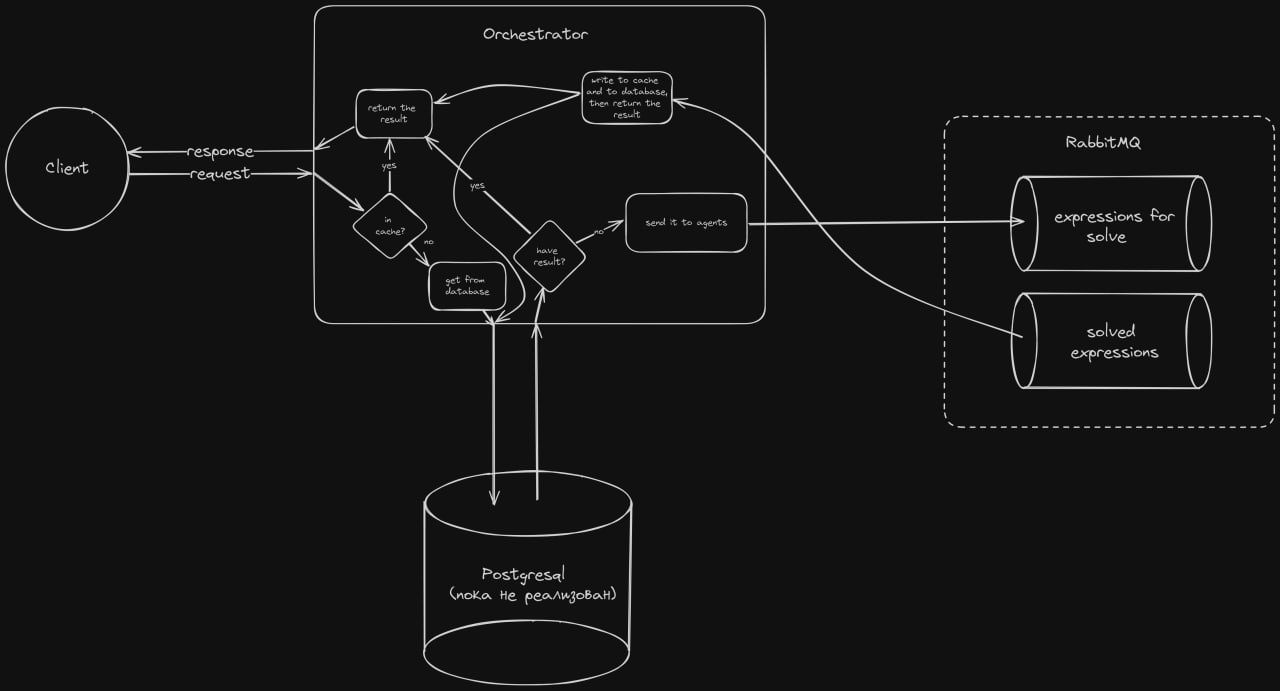 Orchestrator
write to cache
and to database,
then return the
result
return the
result
RabbitMQ
response
Client
request
yes
yes
expressions for
solve
in
cache?
send it to agents
no
no
have
result?
get from
database
solved
expressions
Postgresql
(пока не реализован)